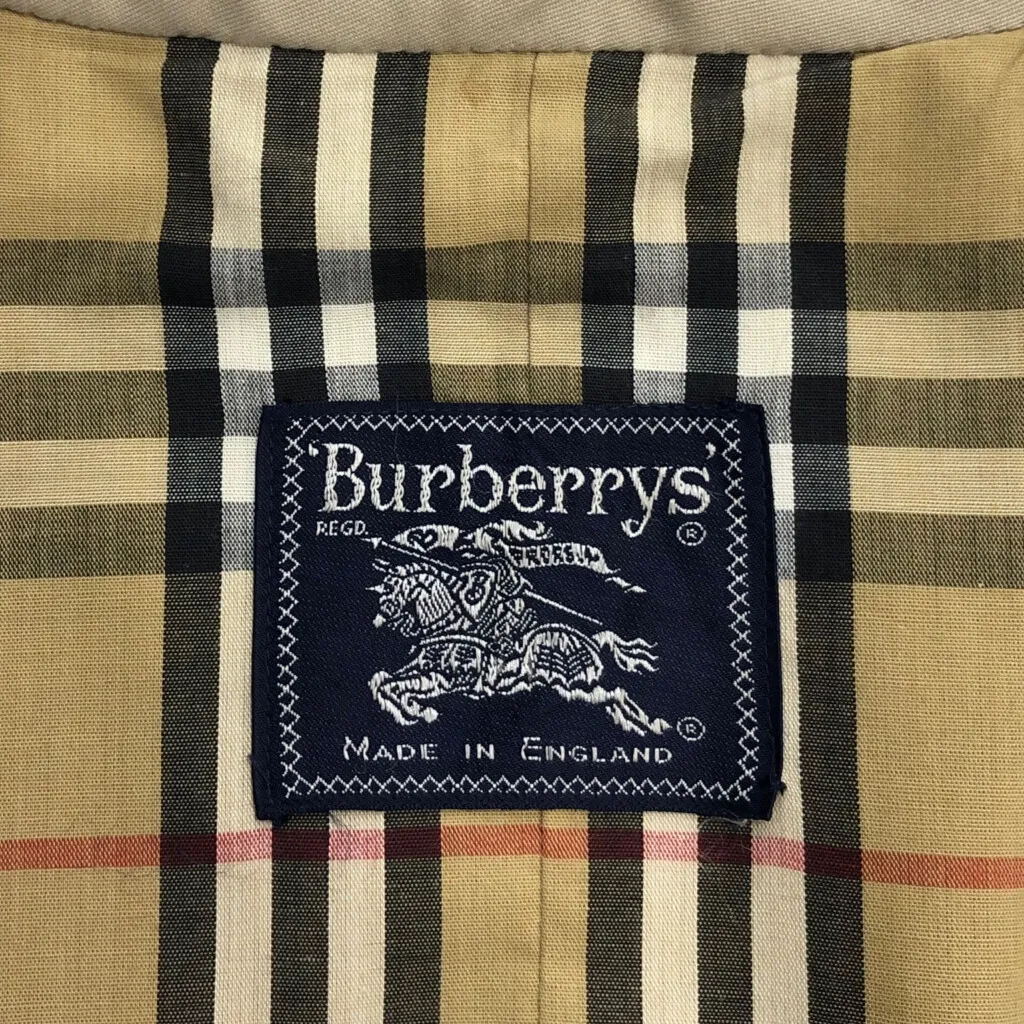 'Burberrys'
REGD. ®
PRORSUM
®
MADE IN ENGLAND